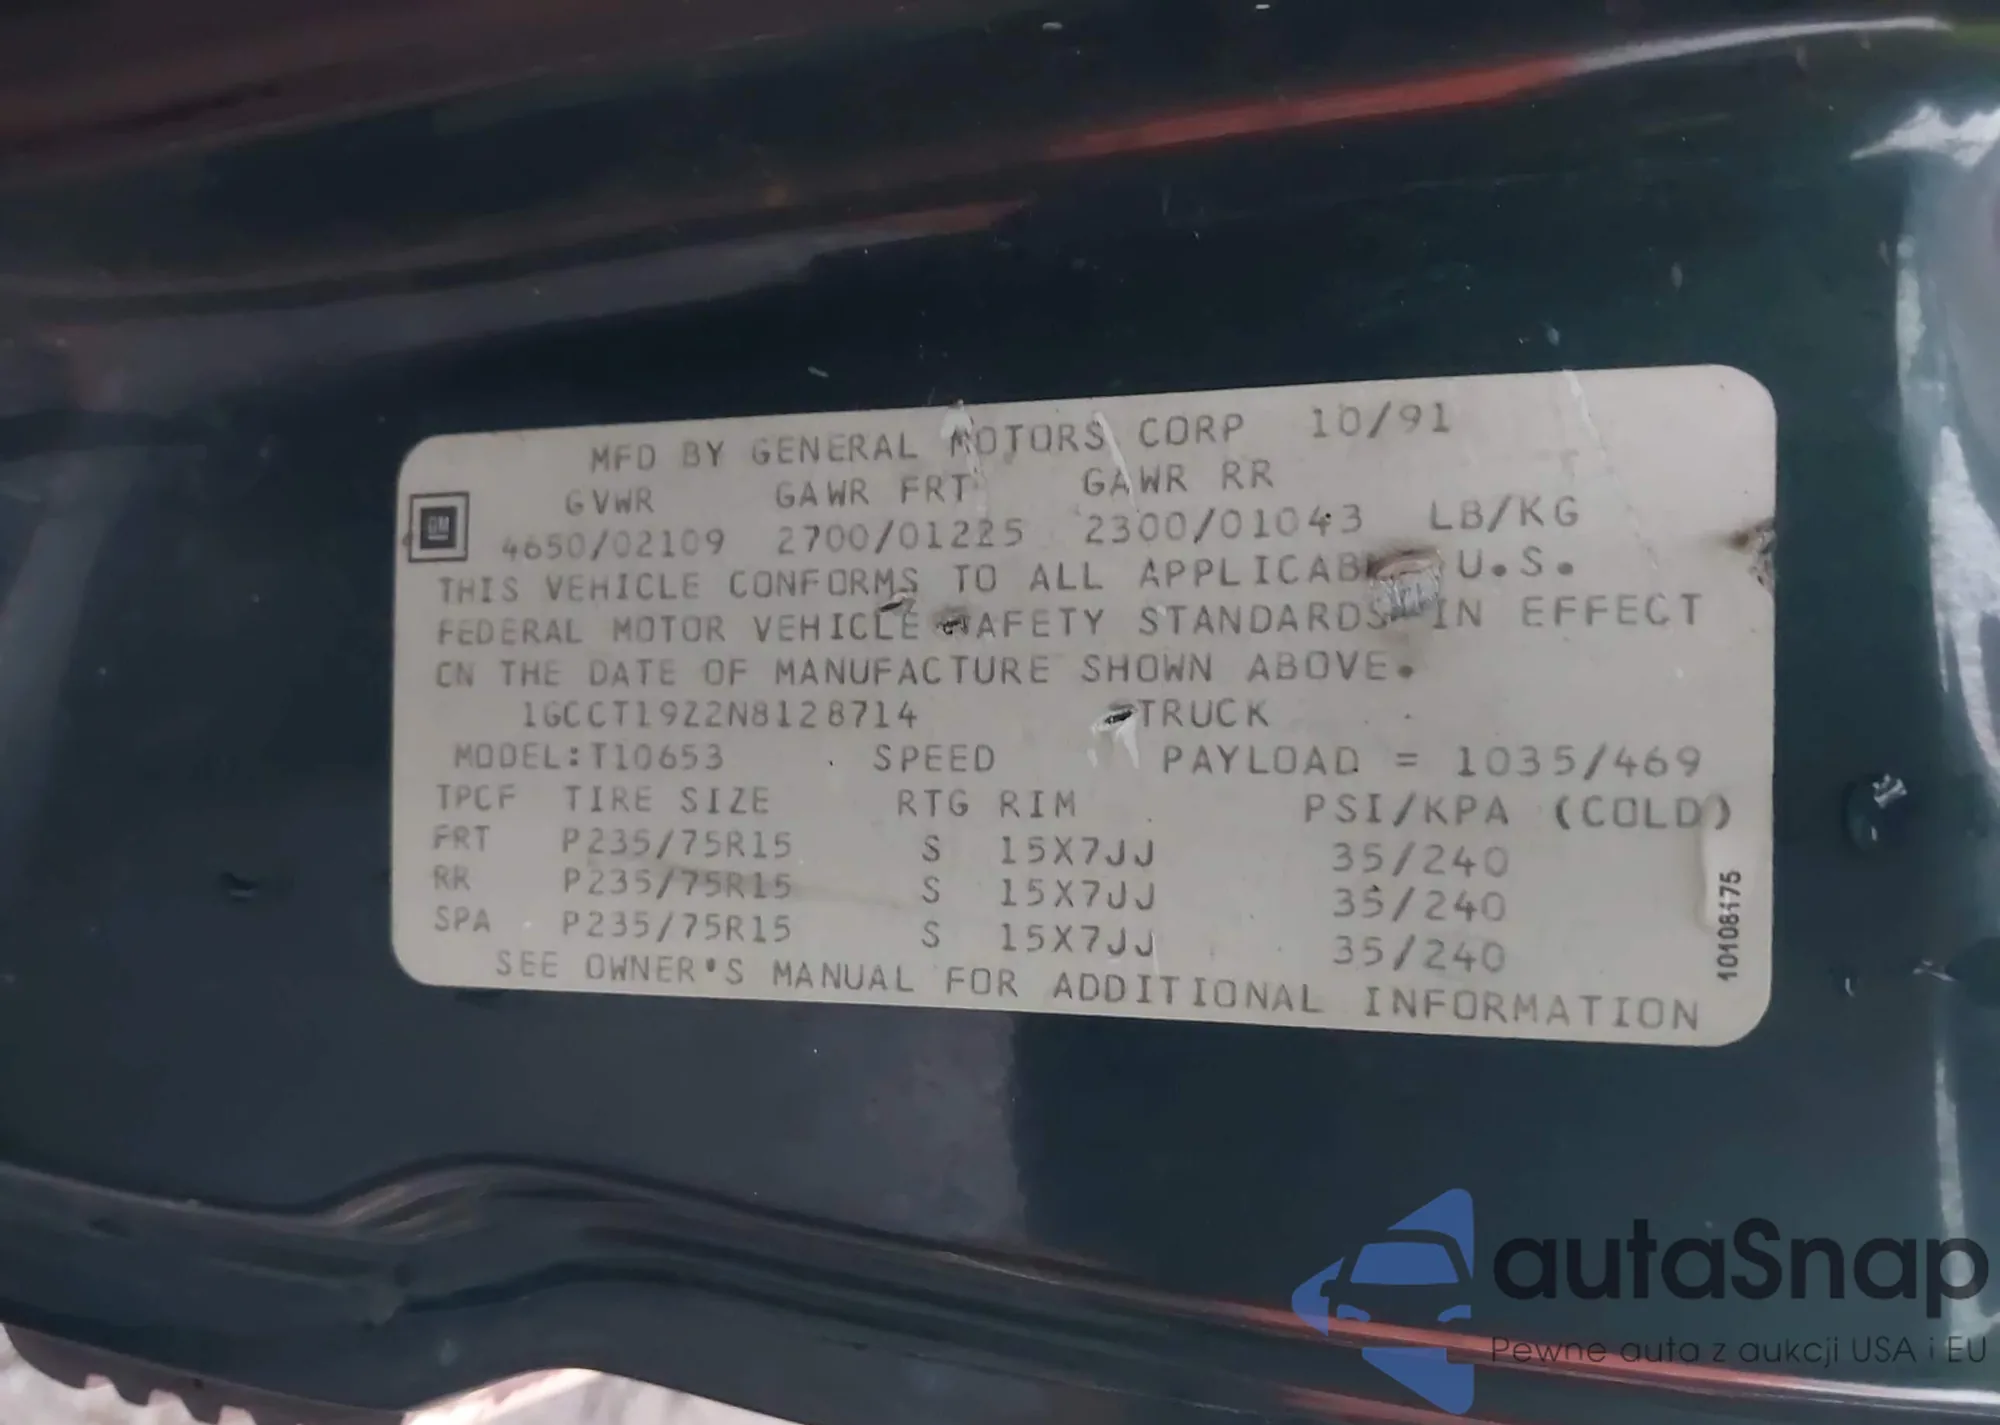 MFD BY GENERAL MOTORS CORP 10/91
GVWR GAWR FRT GAWR RR
GM
4650/02109 2700/01225 2300/01043 LB/KG
THIS VEHICLE CONFORMS TO ALL APPLICAB U.S.
FEDERAL MOTOR VEHICLE SAFETY STANDARDS IN EFFECT
ON THE DATE OF MANUFACTURE SHOWN ABOVE.
1GCCT19Z2N8128714 TRUCK
MODEL:T10653 SPEED PAYLOAD = 1035/469
TPCF TIRE SIZE RTG RIM PSI/KPA (COLD)
FRT P235/75R15 S 15X7JJ 35/240
RR P235/75R15 S 15X7JJ 35/240
SPA P235/75R15 S 15X7JJ 35/240
SEE OWNER'S MANUAL FOR ADDITIONAL INFORMATION
10108175
autaSnap
Pewne auta z aukcji USA i EU